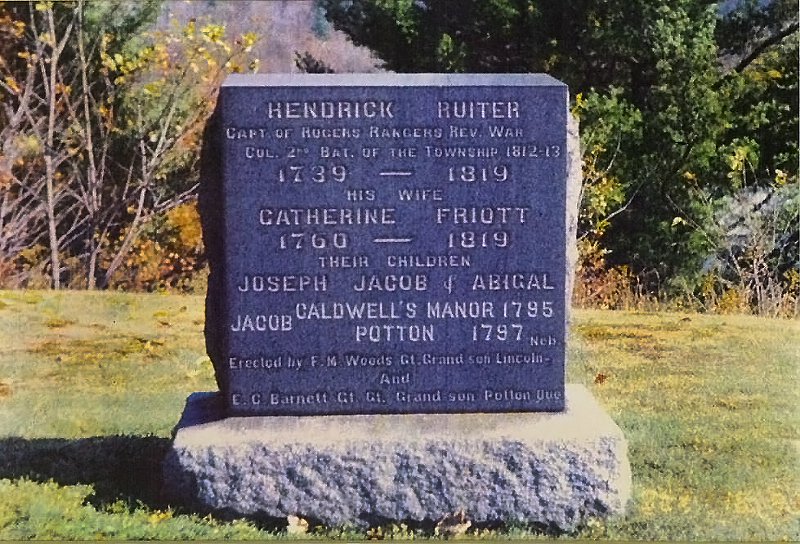 HENDRICK RUITER
CAPT. OF ROGERS RANGERS REV. WAR
COL. 2ND BAT. OF THE TOWNSHIP 1812-13
1739 — 1819
HIS WIFE
CATHERINE FRIOTT
1760 — 1819
THEIR CHILDREN
JOSEPH JACOB & ABIGAL
JACOB CALDWELL'S MANOR 1795
POTTON 1797
Erected by F.M. Woods Gt. Grand son Lincoln- Neb
And
E.C. Barnett Gt. Gt. Grand son Potton Que